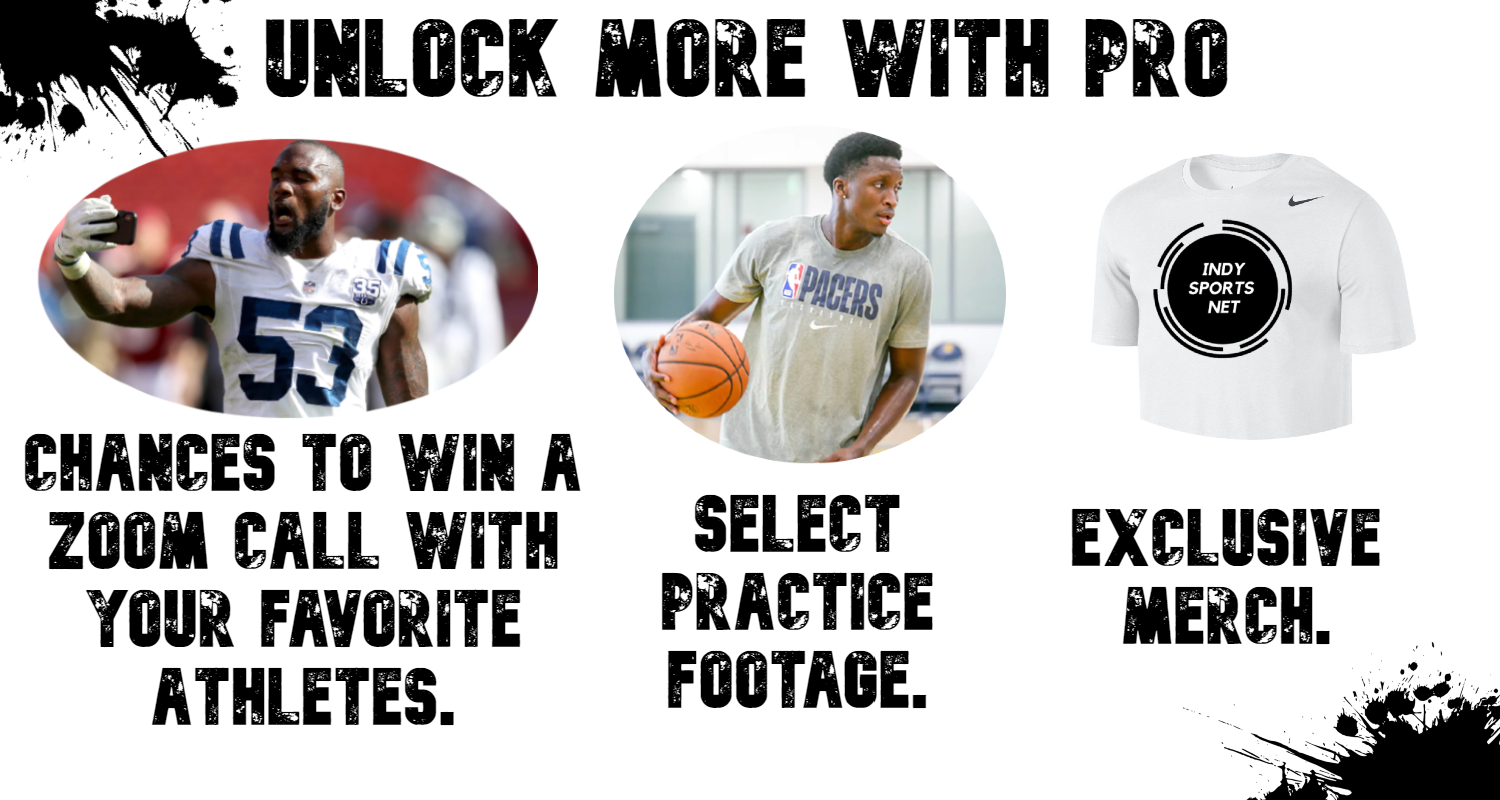 UNLOCK MORE WITH PRO
53
35
53
PACERS
INDY
SPORTS
NET
CHANCES TO WIN A
ZOOM CALL WITH
YOUR FAVORITE
ATHLETES.
SELECT
PRACTICE
FOOTAGE.
EXCLUSIVE
MERCH.